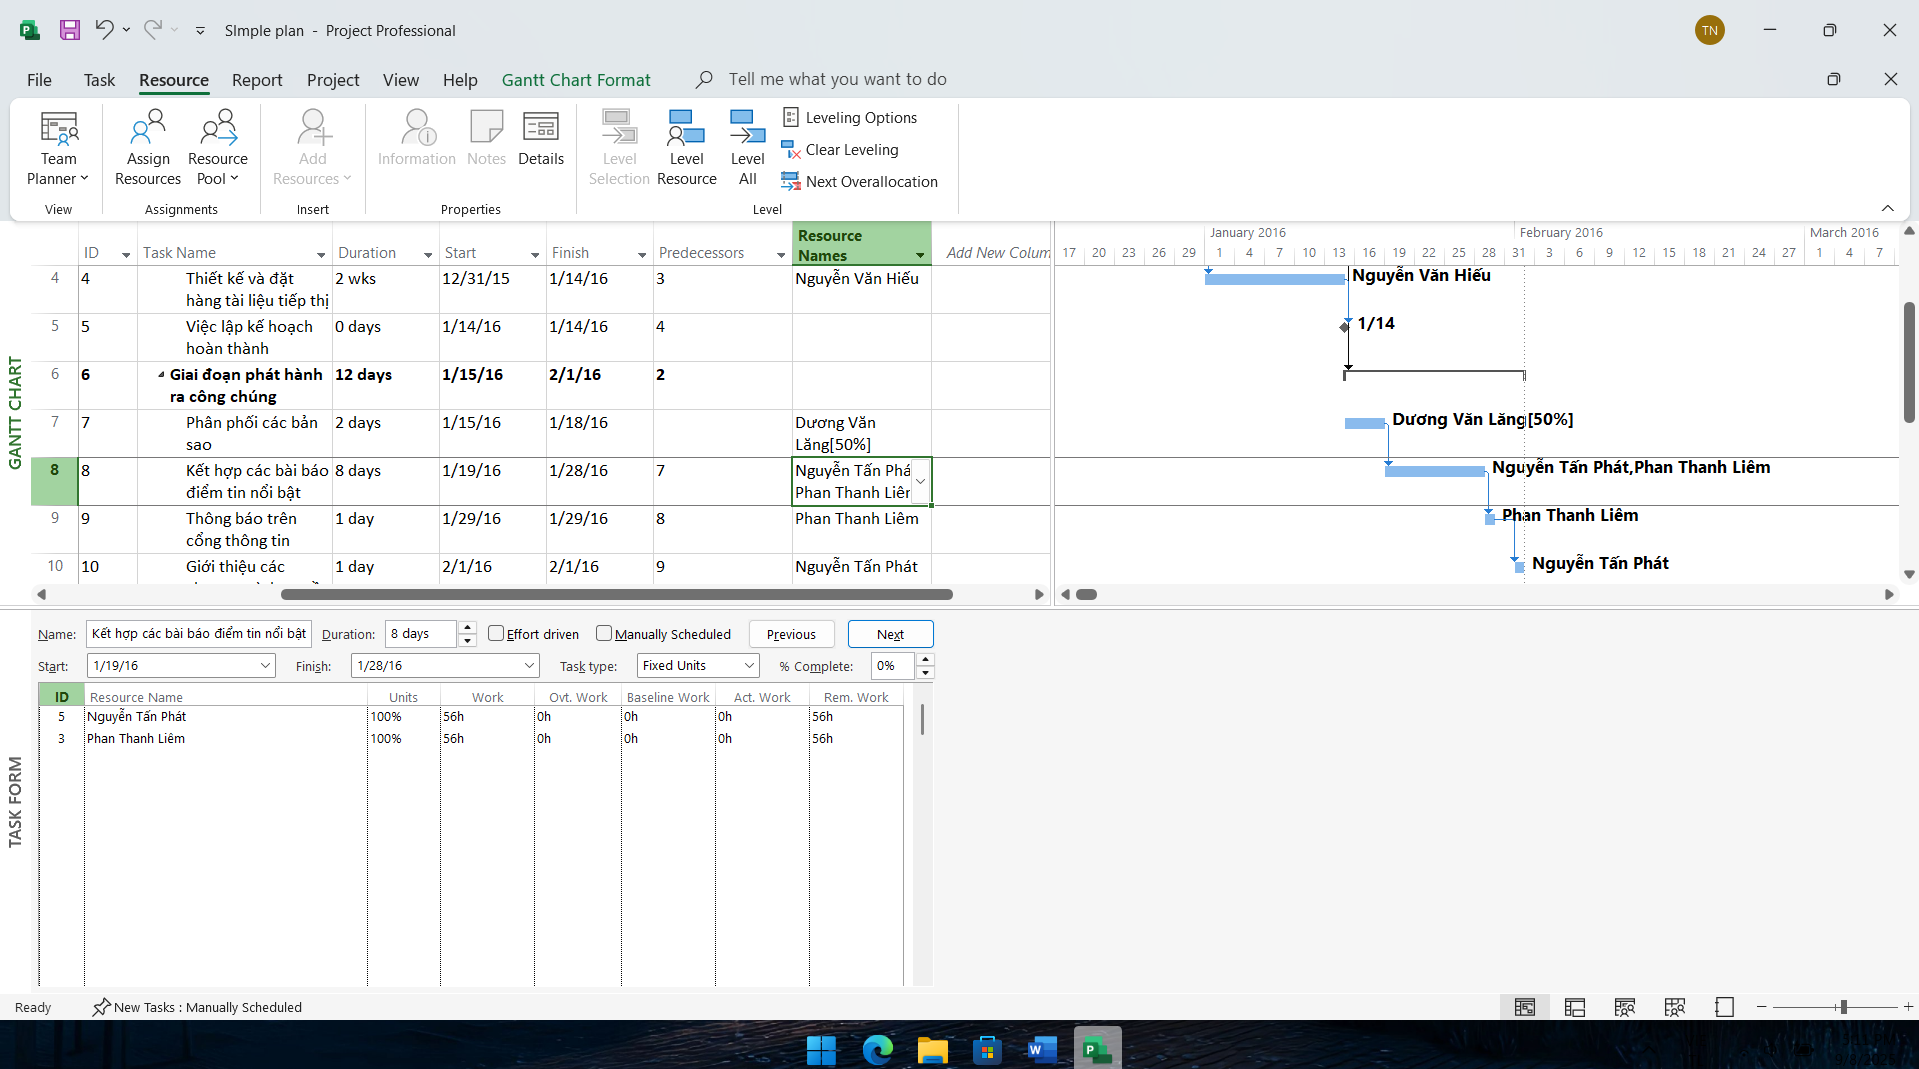 SImple plan - Project Professional
TN
File Task Resource Report Project View Help Gantt Chart Format Tell me what you want to do
Team Planner
View
Assign Resources
Resource Pool
Assignments
Add Resources
Insert
Information
Notes
Details
Properties
Level Selection
Level Resource
Level All
Leveling Options
Clear Leveling
Next Overallocation
Level
GANTT CHART
ID Task Name Duration Start Finish Predecessors Resource Names Add New Colum
January 2016 February 2016 March 2016
17 20 23 26 29 1 4 7 10 13 16 19 22 25 28 31 3 6 9 12 15 18 21 24 27 1 4 7
4 4 Thiết kế và đặt 2 wks 12/31/15 1/14/16 3 Nguyễn Văn Hiếu
hàng tài liệu tiếp thị
Nguyễn Văn Hiếu
5 5 Việc lập kế hoạch 0 days 1/14/16 1/14/16 4
hoàn thành
1/14
6 6 Giai đoạn phát hành 12 days 1/15/16 2/1/16 2
ra công chúng
7 7 Phân phối các bản 2 days 1/15/16 1/18/16 Dương Văn
sao Lăng[50%]
Dương Văn Lăng[50%]
8 8 Kết hợp các bài báo 8 days 1/19/16 1/28/16 7 Nguyễn Tấn Phá
điểm tin nổi bật Phan Thanh Liêr
Nguyễn Tấn Phát,Phan Thanh Liêm
9 9 Thông báo trên 1 day 1/29/16 1/29/16 8 Phan Thanh Liêm
cổng thông tin
Phan Thanh Liêm
10 10 Giới thiệu các 1 day 2/1/16 2/1/16 9 Nguyễn Tấn Phát
Nguyễn Tấn Phát
TASK FORM
Name: Kết hợp các bài báo điểm tin nổi bật Duration: 8 days Effort driven Manually Scheduled Previous Next
Start: 1/19/16 Finish: 1/28/16 Task type: Fixed Units % Complete: 0%
ID Resource Name Units Work Ovt. Work Baseline Work Act. Work Rem. Work
5 Nguyễn Tấn Phát 100% 56h 0h 0h 0h 56h
3 Phan Thanh Liêm 100% 56h 0h 0h 0h 56h
Ready New Tasks : Manually Scheduled